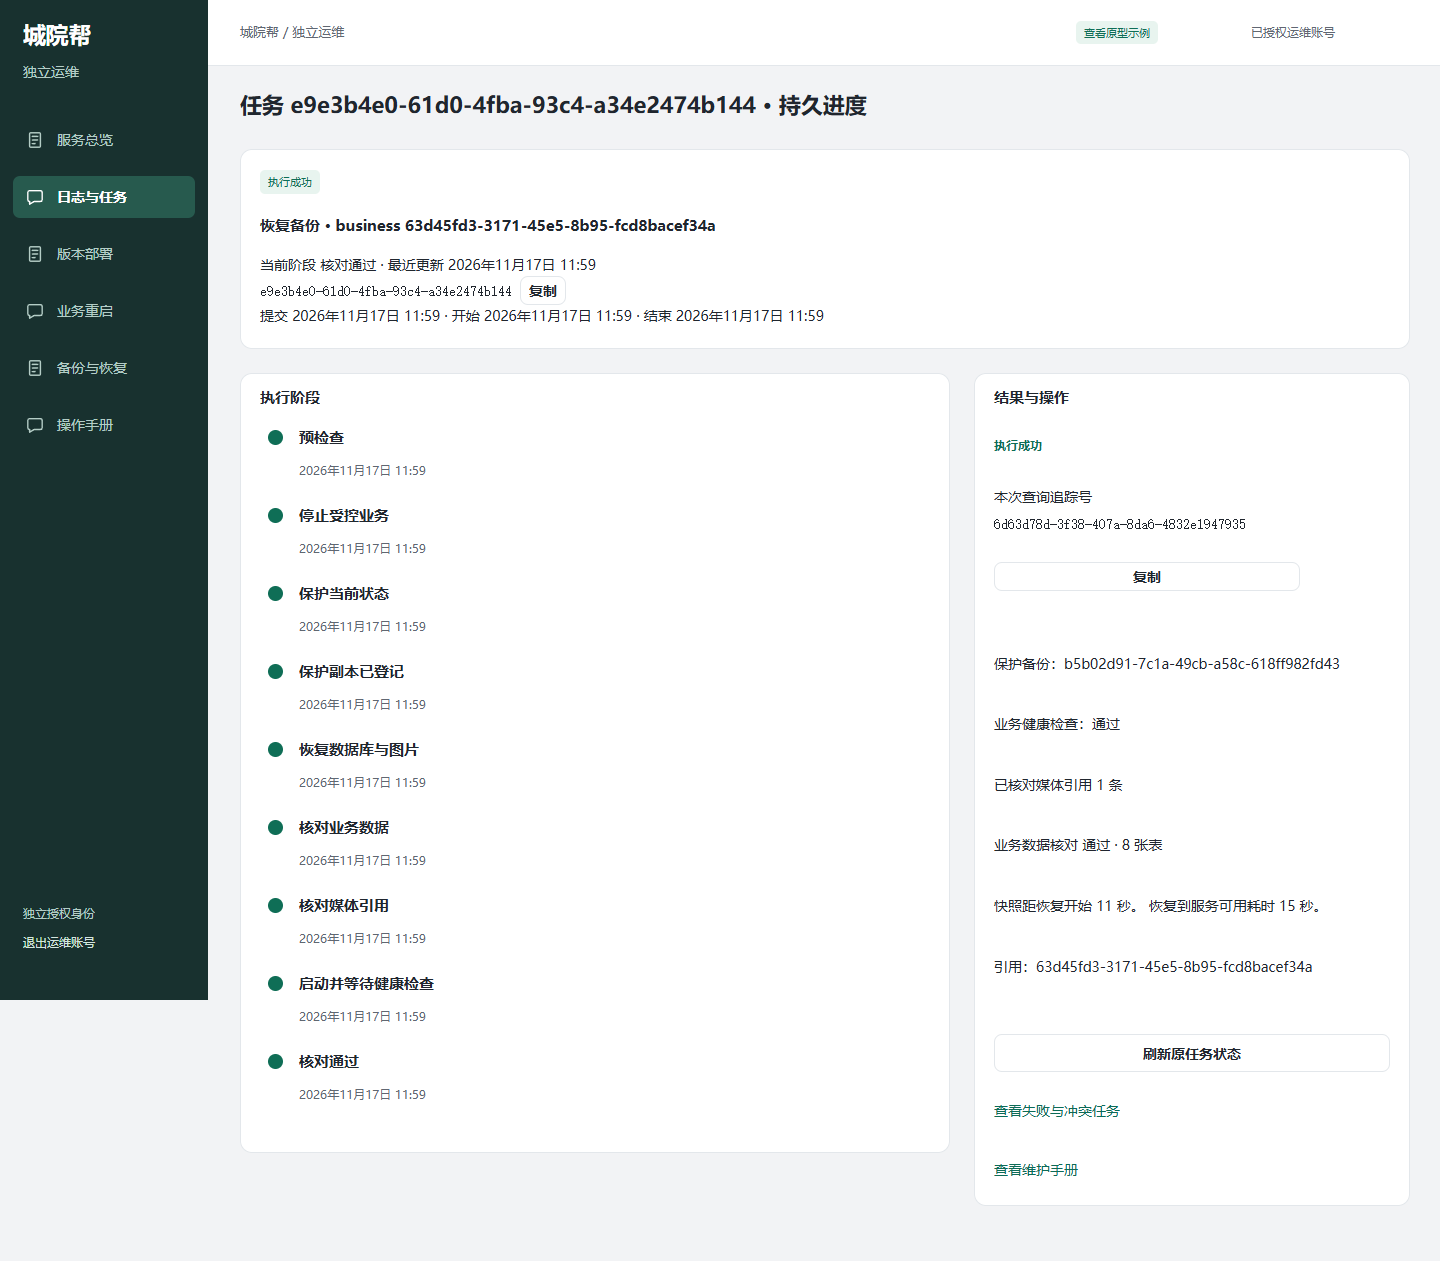 城院帮
独立运维
服务总览
日志与任务
版本部署
业务重启
备份与恢复
操作手册
独立授权身份
退出运维账号
城院帮 / 独立运维
查看原型示例
已授权运维账号
任务 e9e3b4e0-61d0-4fba-93c4-a34e2474b144 • 持久进度
执行成功
恢复备份 • business 63d45fd3-3171-45e5-8b95-fcd8bacef34a
当前阶段 核对通过 · 最近更新 2026年11月17日 11:59
e9e3b4e0-61d0-4fba-93c4-a34e2474b144 复制
提交 2026年11月17日 11:59 · 开始 2026年11月17日 11:59 · 结束 2026年11月17日 11:59
执行阶段
预检查
2026年11月17日 11:59
停止受控业务
2026年11月17日 11:59
保护当前状态
2026年11月17日 11:59
保护副本已登记
2026年11月17日 11:59
恢复数据库与图片
2026年11月17日 11:59
核对业务数据
2026年11月17日 11:59
核对媒体引用
2026年11月17日 11:59
启动并等待健康检查
2026年11月17日 11:59
核对通过
2026年11月17日 11:59
结果与操作
执行成功
本次查询追踪号
6d63d78d-3f38-407a-8da6-4832e1947935
复制
保护备份：b5b02d91-7c1a-49cb-a58c-618ff982fd43
业务健康检查：通过
已核对媒体引用 1 条
业务数据核对 通过 · 8 张表
快照距恢复开始 11 秒。 恢复到服务可用耗时 15 秒。
引用：63d45fd3-3171-45e5-8b95-fcd8bacef34a
刷新原任务状态
查看失败与冲突任务
查看维护手册